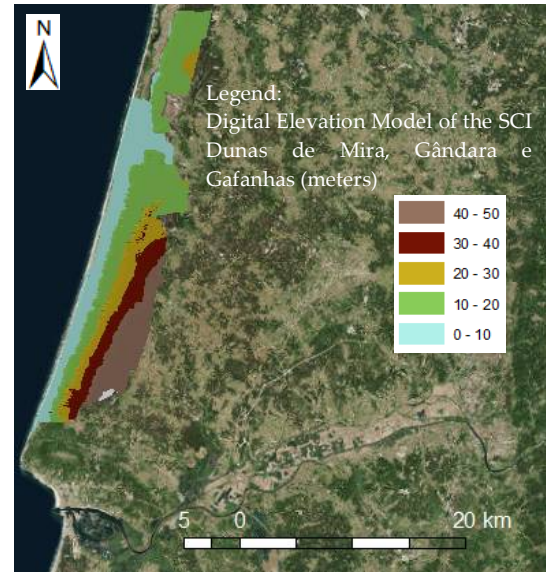 N
Legend:
Digital Elevation Model of the SCI
Dunas de Mira, Gândara e
Gafanhas (meters)
40 - 50
30 - 40
20 - 30
10 - 20
0 - 10
5 0 20 km